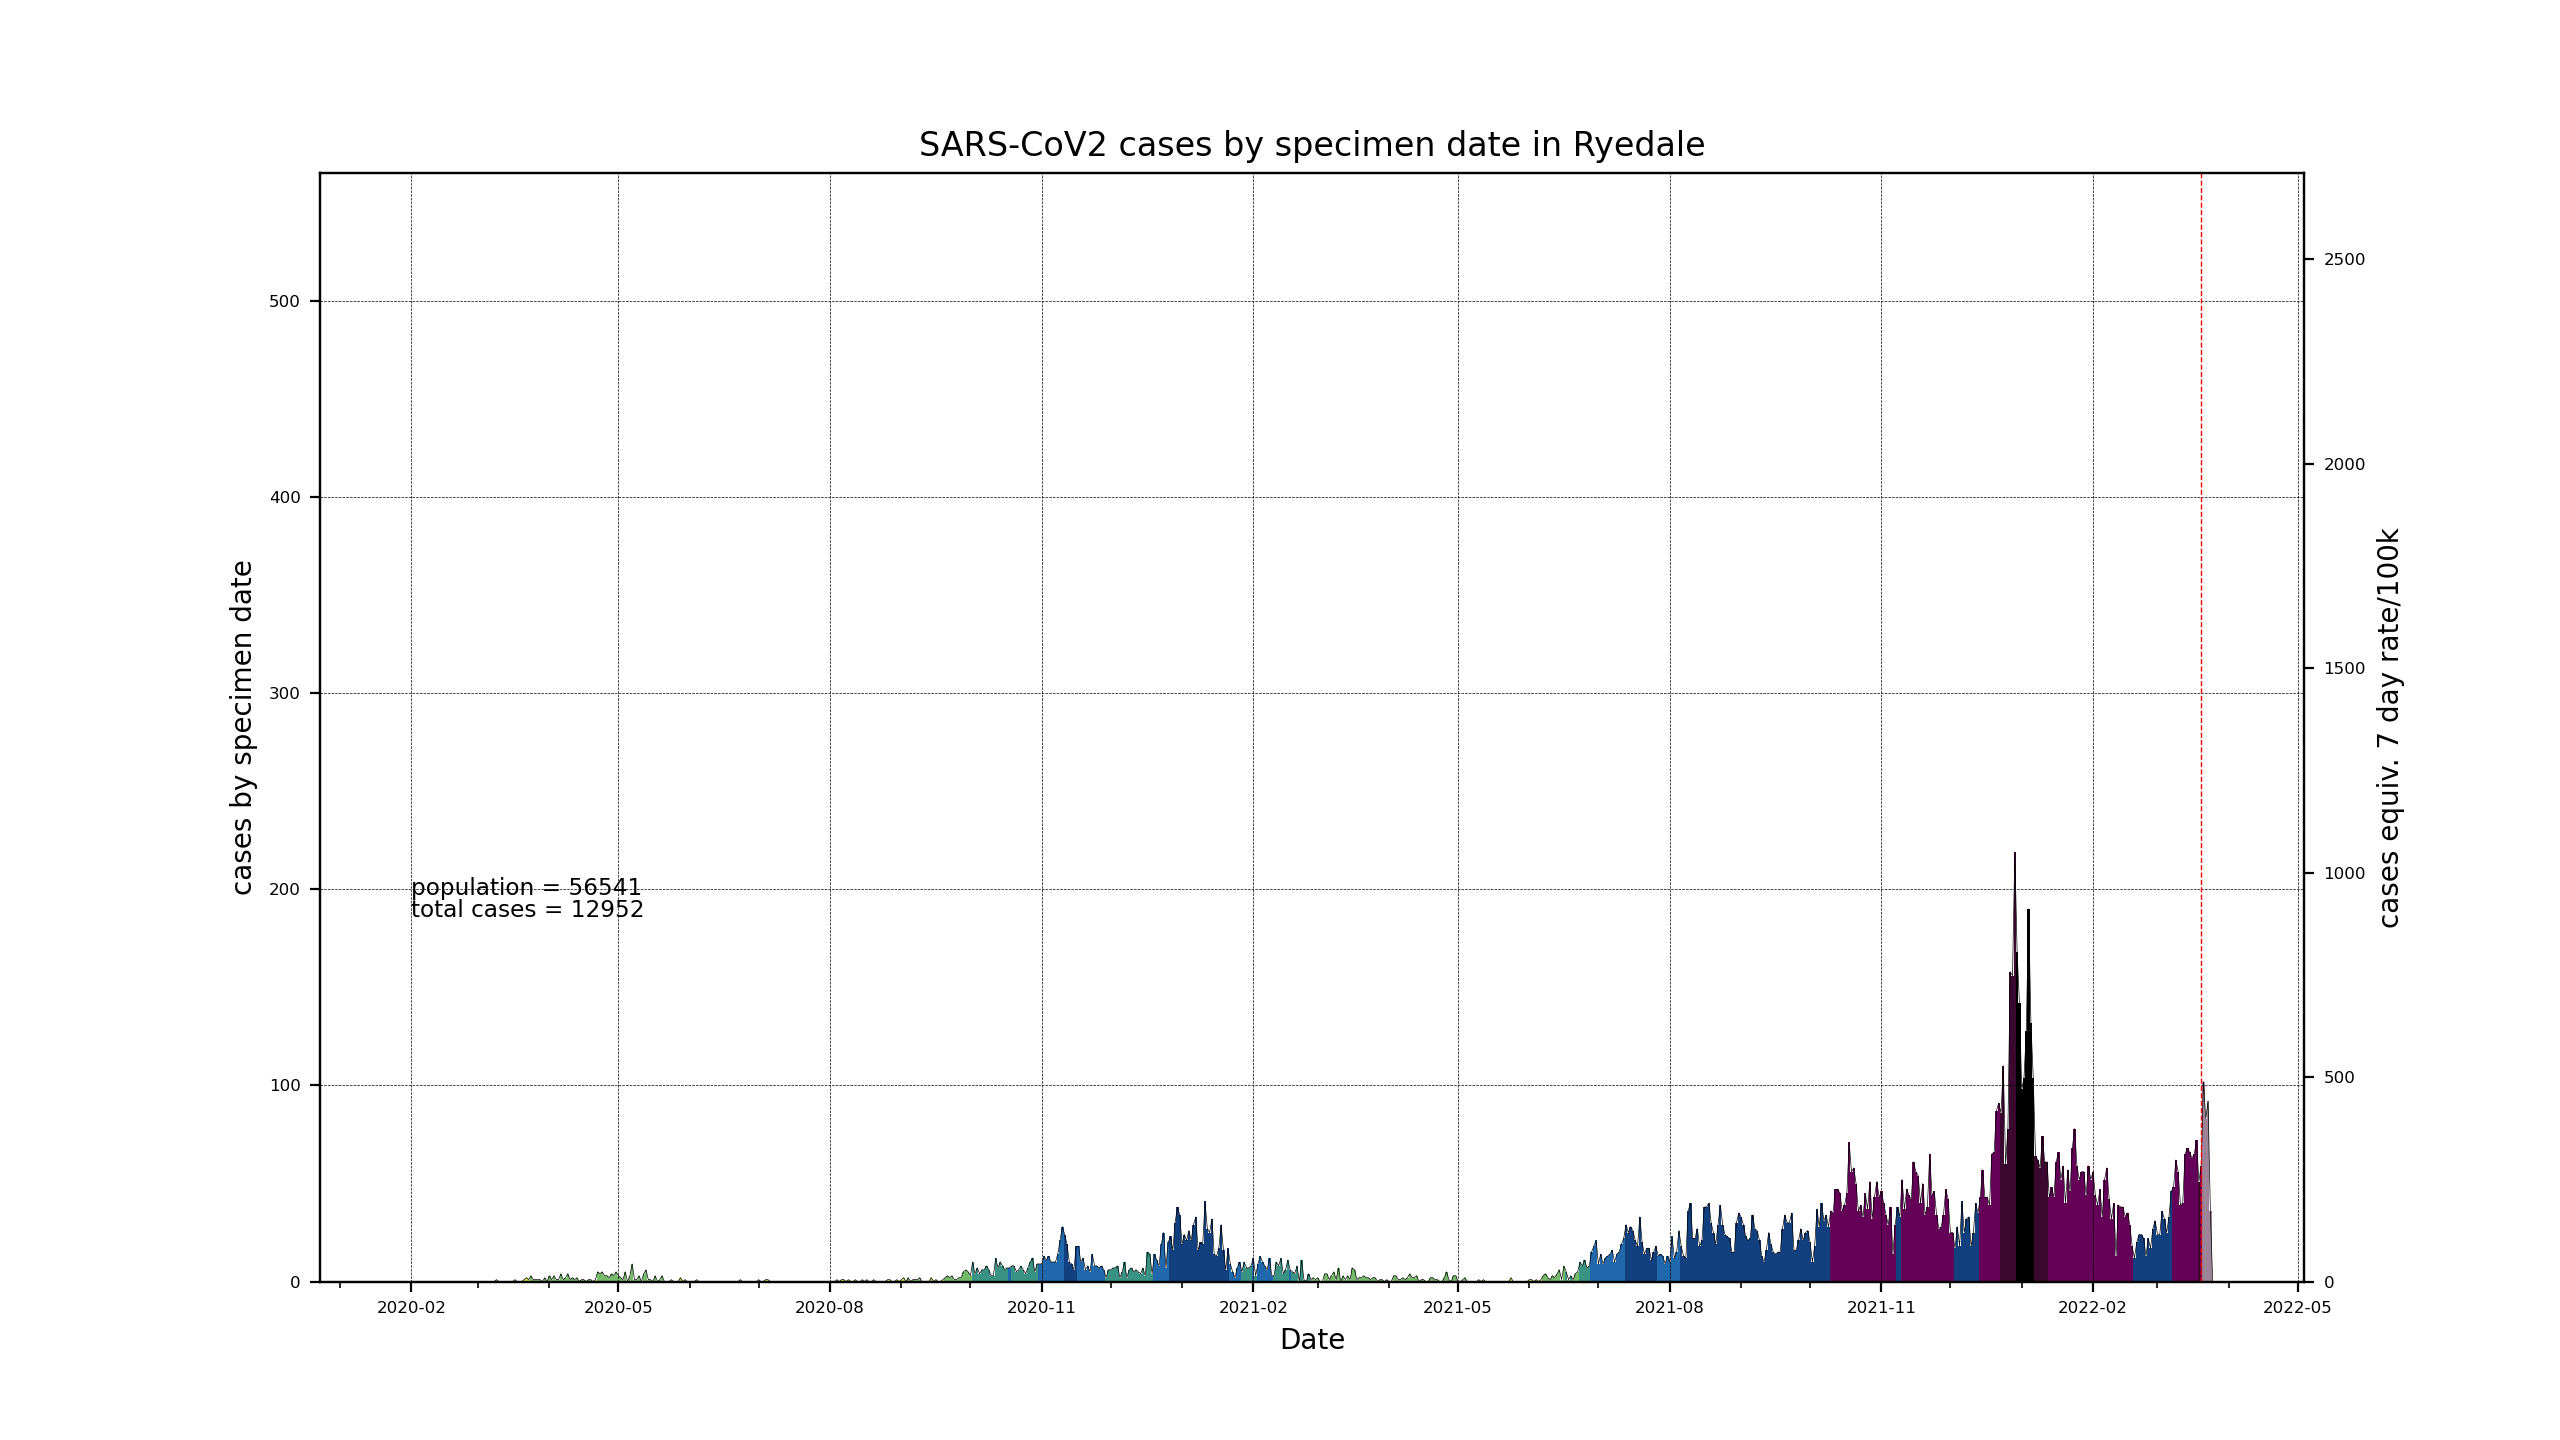 SARS-CoV2 cases by specimen date in Ryedale
cases by specimen date
500
400
300
200
100
0
population = 56541
total cases = 12952
2500
2000
1500
1000
500
0
cases equiv. 7 day rate/100k
2020-02 2020-05 2020-08 2020-11 2021-02 2021-05 2021-08 2021-11 2022-02 2022-05
Date